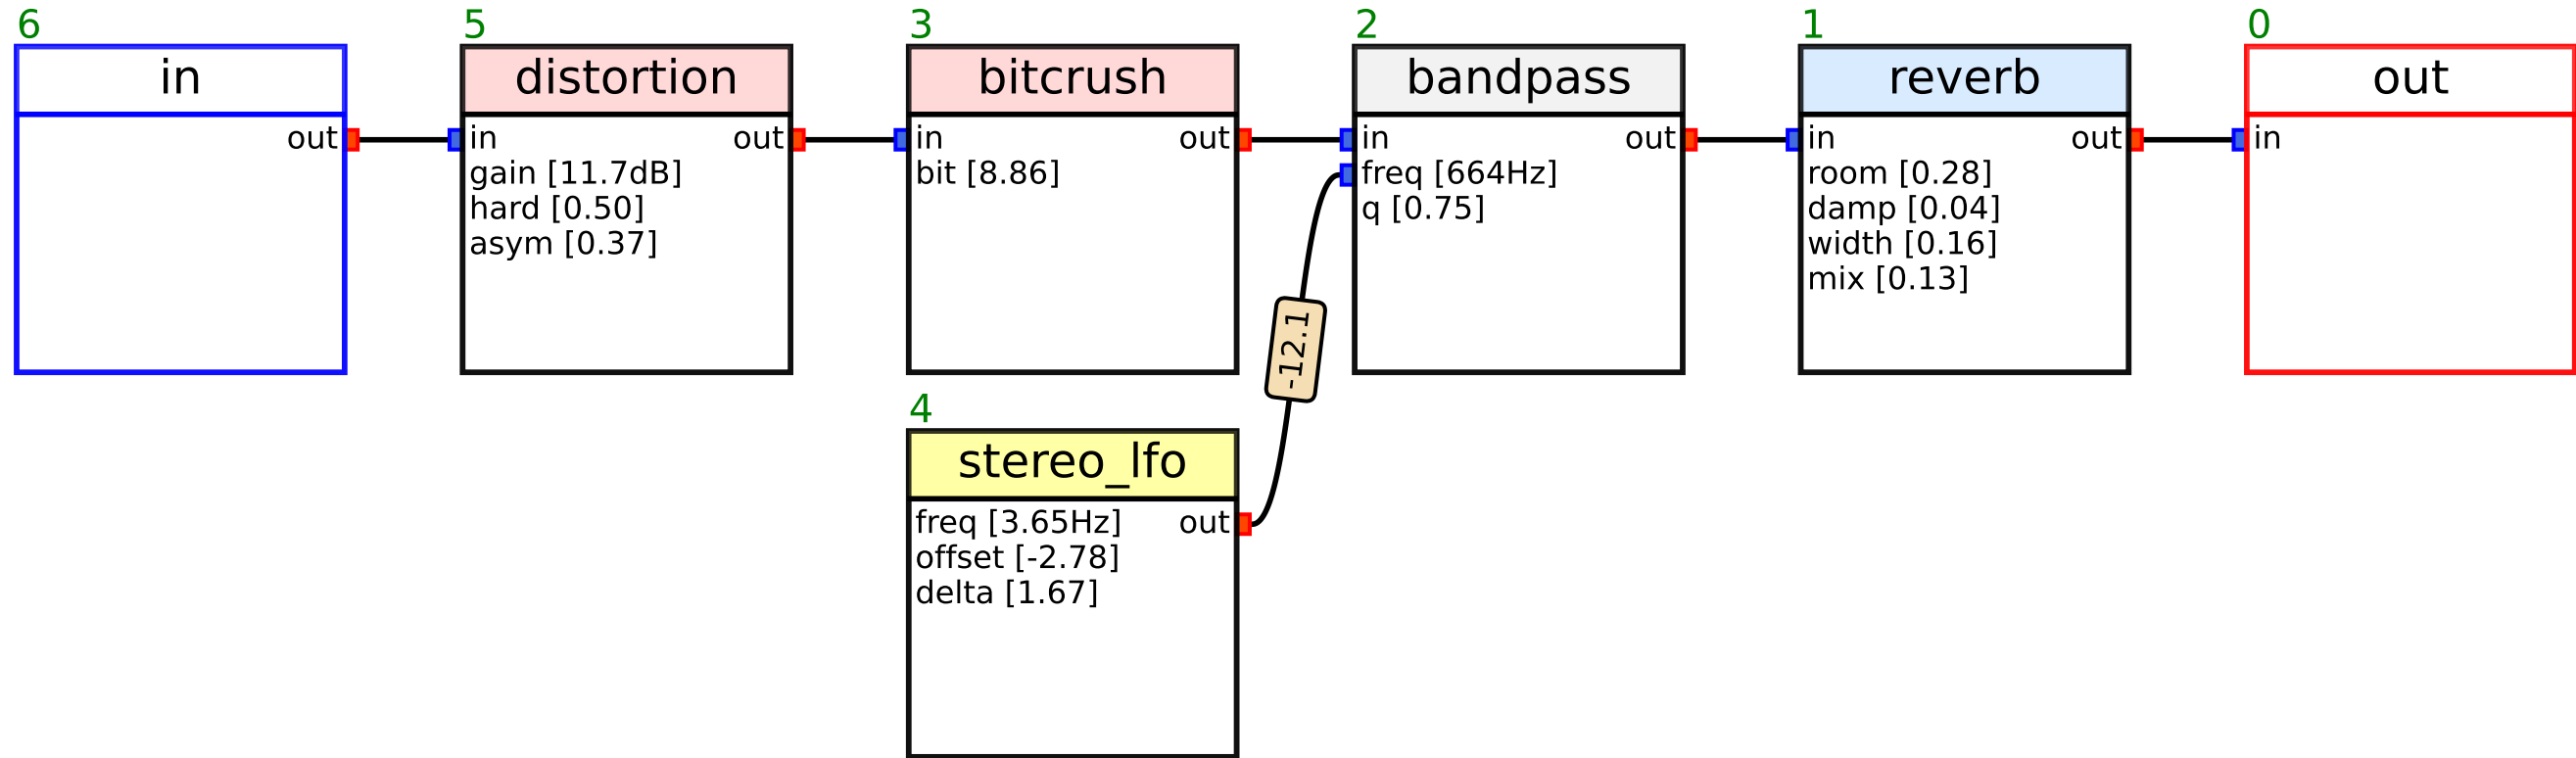 6
in
out
5
distortion
in out
gain [11.7dB]
hard [0.50]
asym [0.37]
3
bitcrush
in out
bit [8.86]
2
bandpass
in out
freq [664Hz]
q [0.75]
1
reverb
in out
room [0.28]
damp [0.04]
width [0.16]
mix [0.13]
0
out
in
-12.1
4
stereo_lfo
freq [3.65Hz] out
offset [-2.78]
delta [1.67]